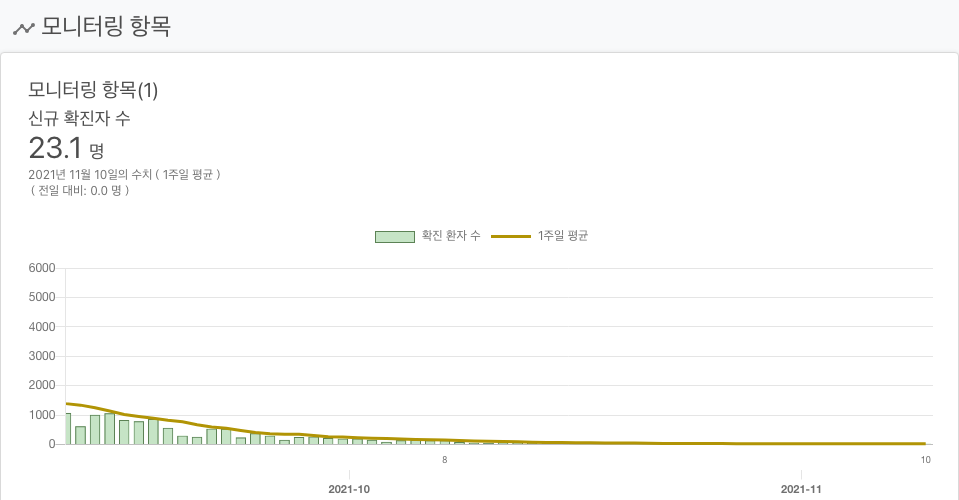 모니터링 항목
모니터링 항목(1)
신규 확진자 수
23.1 명
2021년 11월 10일의 수치 ( 1주일 평균 )
( 전일 대비: 0.0 명 )
확진 환자 수 1주일 평균
6000
5000
4000
3000
2000
1000
0
8 10
2021-10 2021-11